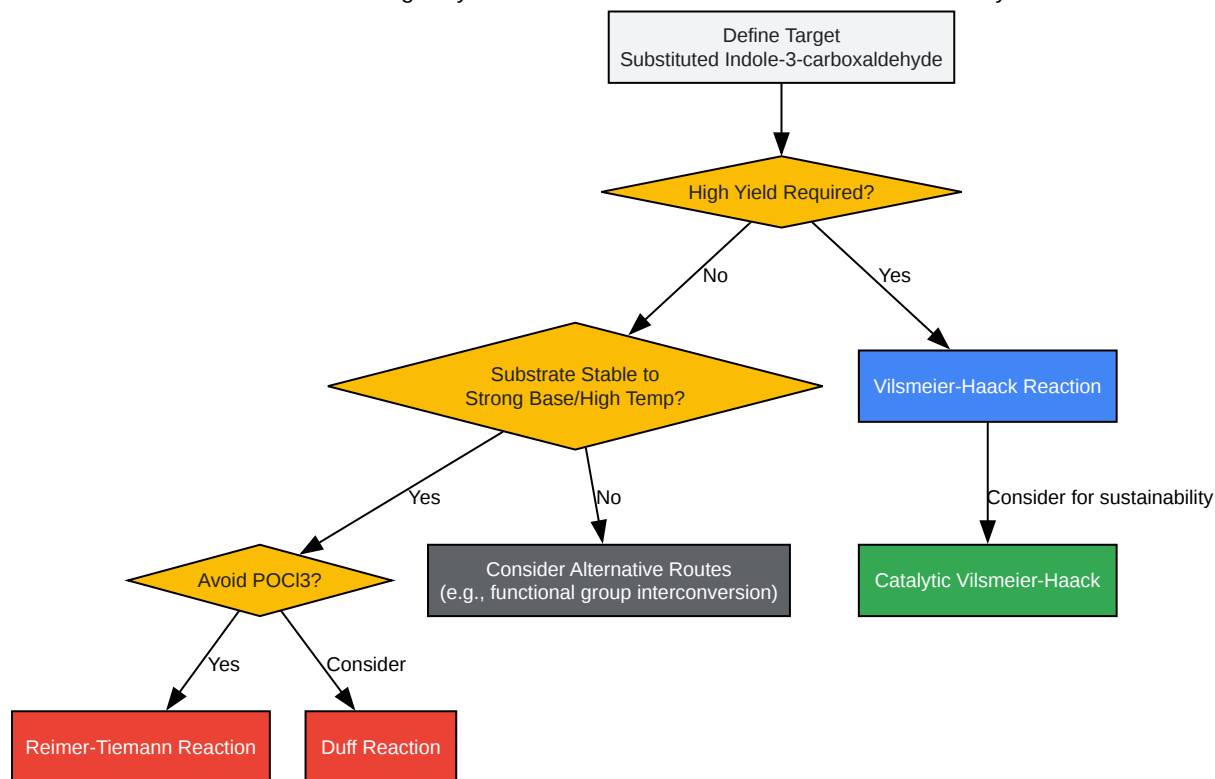 Define Target
Substituted Indole-3-carboxaldehyde
High Yield Required?
No
Yes
Substrate Stable to
Strong Base/High Temp?
Vilsmeier-Haack Reaction
Yes
No
Consider for sustainability
Avoid POCl3?
Consider Alternative Routes
(e.g., functional group interconversion)
Catalytic Vilsmeier-Haack
Yes
Consider
Reimer-Tiemann Reaction
Duff Reaction